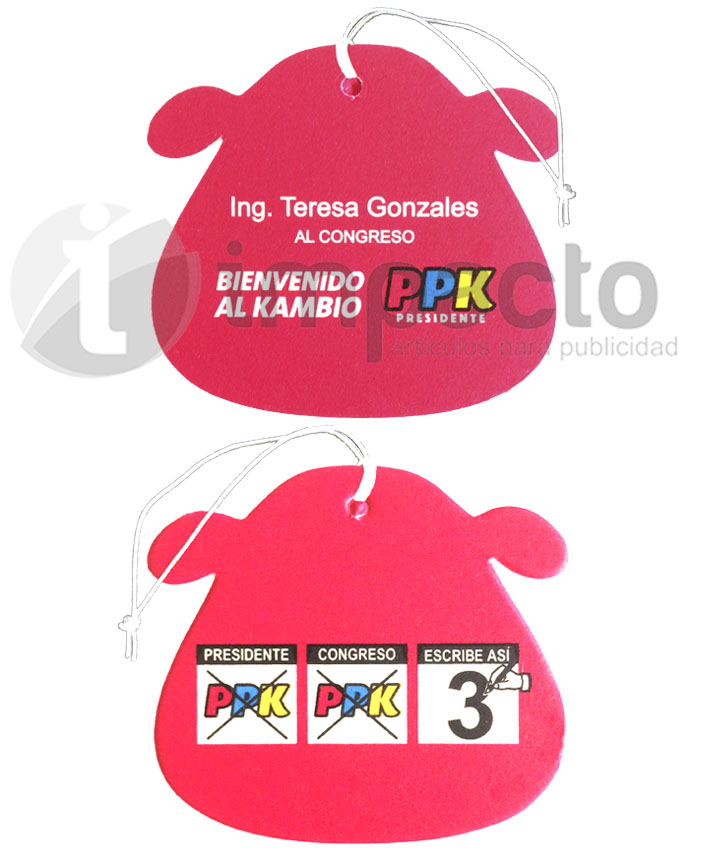 Ing. Teresa Gonzales
AL CONGRESO
BIENVENIDO
AL KAMBIO
PPK
PRESIDENTE
impacto
artículos para publicidad
PRESIDENTE
CONGRESO
ESCRIBE ASÍ
PPK
PPK
3